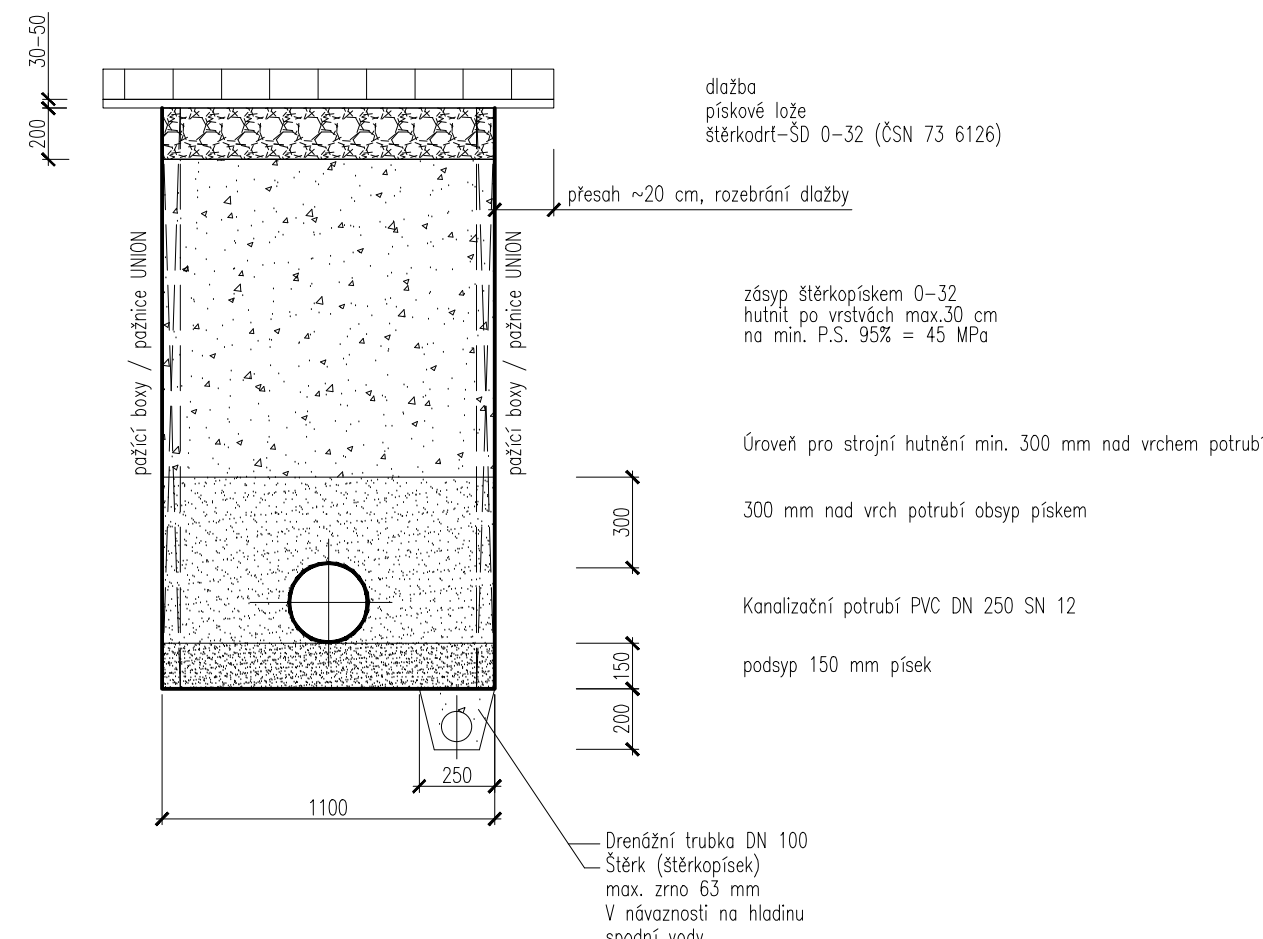 30-50
200
dlažba
pískové lože
štěrkodrť-ŠD 0-32 (ČSN 73 6126)
přesah ~20 cm, rozebrání dlažby
pažící boxy / pažnice UNION
pažící boxy / pažnice UNION
zásyp štěrkopískem 0-32
hutnit po vrstvách max.30 cm
na min. P.S. 95% = 45 MPa
Úroveň pro strojní hutnění min. 300 mm nad vrchem potrubí
300
300 mm nad vrch potrubí obsyp pískem
Kanalizační potrubí PVC DN 250 SN 12
150
podsyp 150 mm písek
200
250
1100
Drenážní trubka DN 100
Štěrk (štěrkopísek)
max. zrno 63 mm
V návaznosti na hladinu
spodní vody